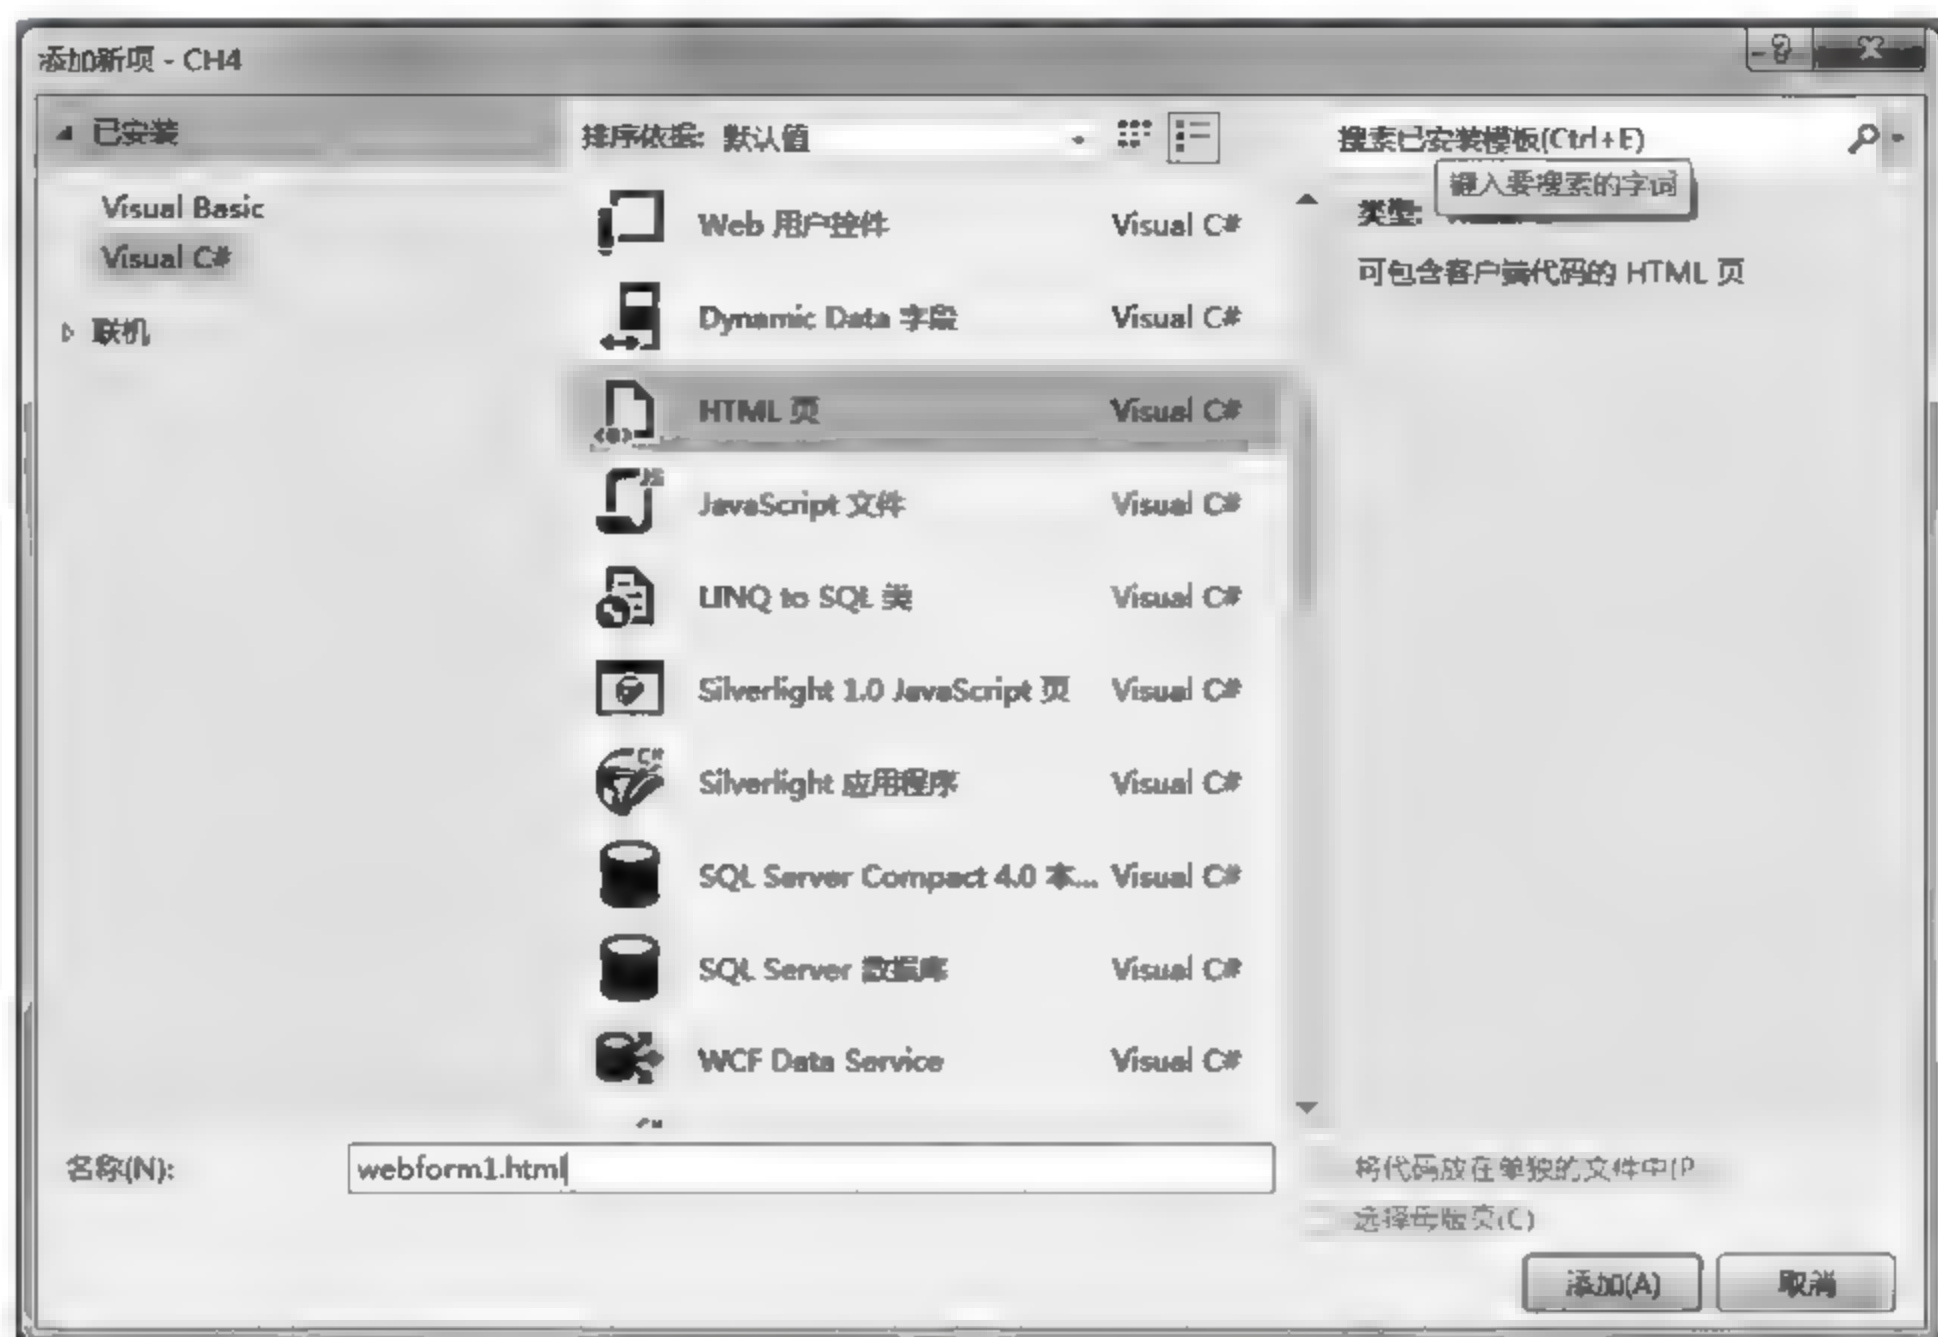 添加新项 - CH4
已安装
Visual Basic
Visual C#
联机
排序依据: 默认值
Web 用户控件 Visual C#
Dynamic Data 字段 Visual C#
HTML 页 Visual C#
JavaScript 文件 Visual C#
LINQ to SQL 类 Visual C#
Silverlight 1.0 JavaScript 页 Visual C#
Silverlight 应用程序 Visual C#
SQL Server Compact 4.0 本... Visual C#
SQL Server 数据库 Visual C#
WCF Data Service Visual C#
搜索已安装模板(Ctrl+E)
键入要搜索的字词
类型:
可包含客户端代码的 HTML 页
名称(N):
webform1.html
将代码放在单独的文件中(P
选择母版页(C)
添加(A)
取消